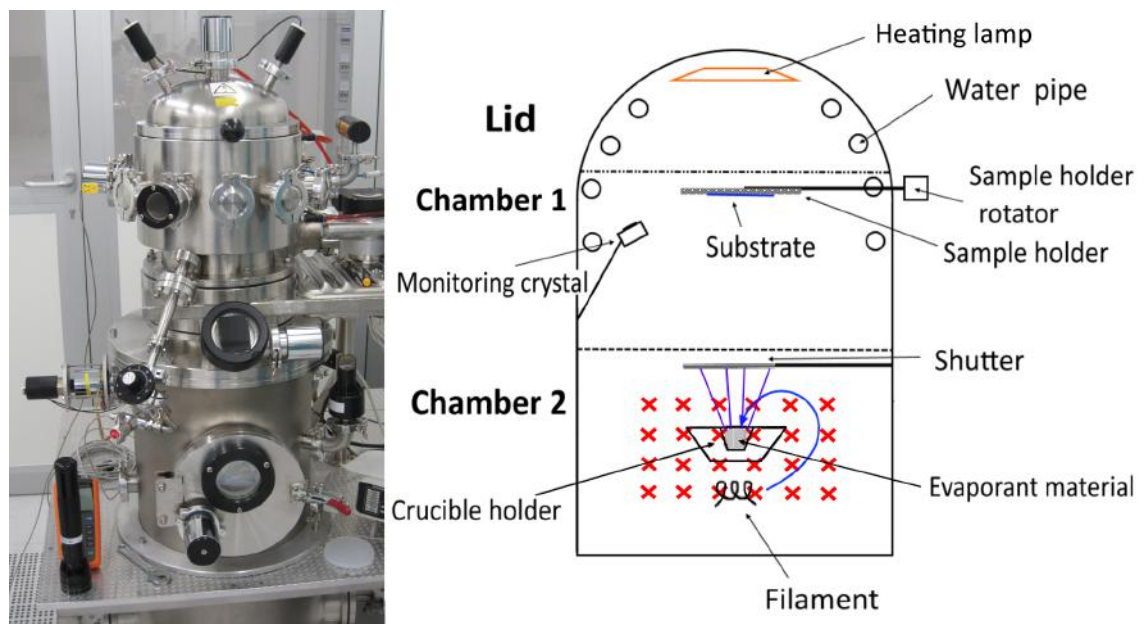 Heating lamp
Lid
Water pipe
Chamber 1
Sample holder
rotator
Substrate
Sample holder
Monitoring crystal
Shutter
Chamber 2
Crucible holder
Evaporant material
Filament